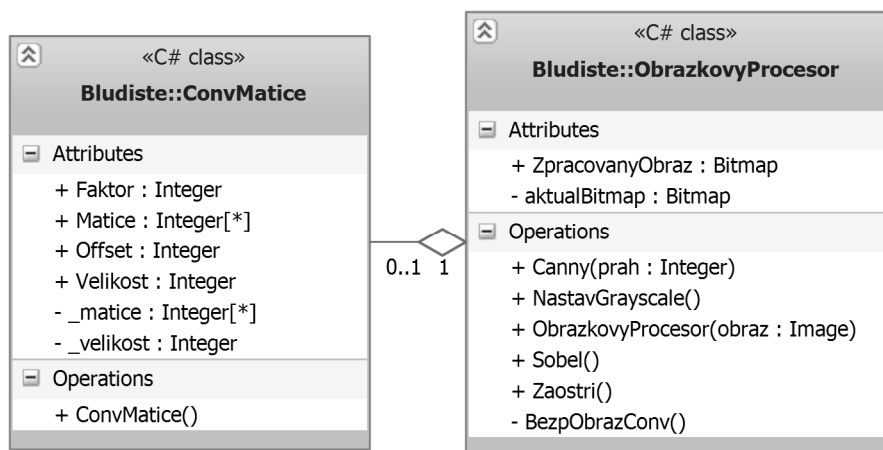 «C# class»
Bludiste::ConvMatice
Attributes
+ Faktor : Integer
+ Matice : Integer[*]
+ Offset : Integer
+ Velikost : Integer
- _matice : Integer[*]
- _velikost : Integer
Operations
+ ConvMatice()
0..1
1
«C# class»
Bludiste::ObrazkovyProcesor
Attributes
+ ZpracovanyObraz : Bitmap
- aktualBitmap : Bitmap
Operations
+ Canny(prah : Integer)
+ NastavGrayscale()
+ ObrazkovyProcesor(obraz : Image)
+ Sobel()
+ Zaostri()
- BezpObrazConv()